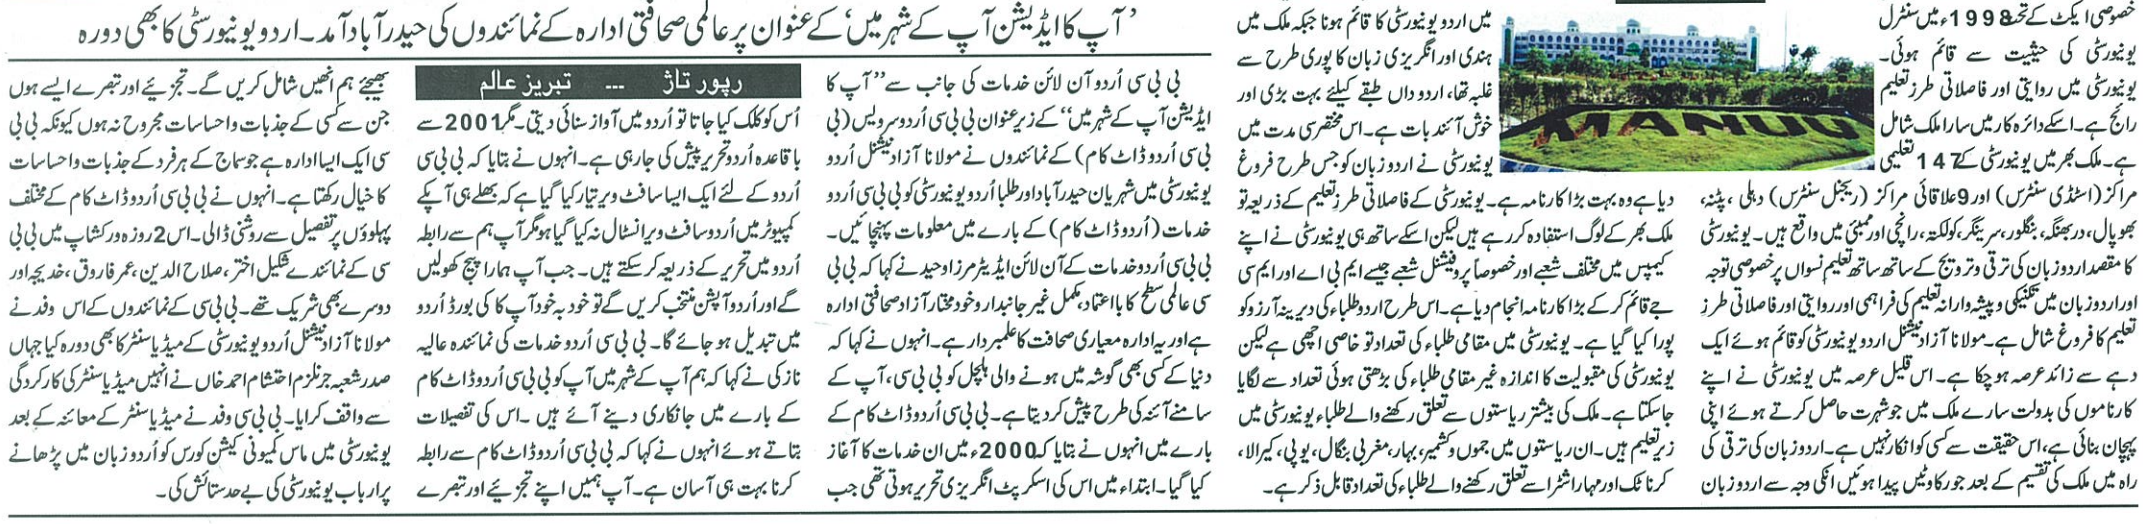 خصوصی ایکٹ کے تحت 1998ء میں سنٹرل
یونیورسٹی کی حیثیت سے قائم ہوئی۔
یونیورسٹی میں روایتی اور فاصلاتی طرز تعلیم
رائج ہے۔ اسکے دائرہ کار میں سارا ملک شامل
ہے۔ ملک بھر میں یونیورسٹی کے 147 تعلیمی
مراکز (اسٹڈی سنٹرس) اور 9 علاقائی مراکز (ریجنل سنٹرس) دہلی ، پٹنہ،
بھوپال، دربھنگہ، بنگلور، سرینگر، کولکتہ، رانچی اور ممبئی میں واقع ہیں۔ یونیورسٹی
کا مقصد اردو زبان کی ترقی و ترویج کے ساتھ ساتھ تعلیم نسواں پر خصوصی توجہ
اور اردو زبان میں تکنیکی و پیشہ وارانہ تعلیم کی فراہمی اور روایتی اور فاصلاتی طرز
تعلیم کا فروغ شامل ہے۔ مولانا آزاد نیشنل اردو یونیورسٹی کو قائم ہوئے ایک
دہے سے زائد عرصہ ہو چکا ہے۔ اس قلیل عرصہ میں یونیورسٹی نے اپنے
کارناموں کی بدولت سارے ملک میں جو شہرت حاصل کرتے ہوئے اپنی
پہچان بنائی ہے، اس حقیقت سے کسی کو انکار نہیں ہے۔ اردو زبان کی ترقی کی
راہ میں ملک کی تقسیم کے بعد جو رکاوٹیں پیدا ہوئیں انکی وجہ سے اردو زبان
میں اردو یونیورسٹی کا قائم ہونا جبکہ ملک میں
ہندی اور انگریزی زبان کا پوری طرح سے
غلبہ تھا، اردو داں طبقے کیلئے بہت بڑی اور
خوش آئند بات ہے۔ اس مختصر سی مدت میں
یونیورسٹی نے اردو زبان کو جس طرح فروغ
دیا ہے وہ بہت بڑا کارنامہ ہے۔ یونیورسٹی کے فاصلاتی طرز تعلیم کے ذریعہ تو
ملک بھر کے لوگ استفادہ کر رہے ہیں لیکن اسکے ساتھ ہی یونیورسٹی نے اپنے
کیمپس میں مختلف شعبے اور خصوصاً پروفیشنل شعبے جیسے ایم بی اے اور ایم سی
جے قائم کر کے بڑا کارنامہ انجام دیا ہے۔ اس طرح اردو طلباء کی دیرینہ آرزو کو
پورا کیا گیا ہے۔ یونیورسٹی میں مقامی طلباء کی تعداد تو خاصی اچھی ہے لیکن
یونیورسٹی کی مقبولیت کا اندازہ غیر مقامی طلباء کی بڑھتی ہوئی تعداد سے لگایا
جاسکتا ہے۔ ملک کی بیشتر ریاستوں سے تعلق رکھنے والے طلباء یونیورسٹی میں
زیر تعلیم ہیں۔ ان ریاستوں میں جموں و کشمیر، بہار، مغربی بنگال، یوپی، کیرالا،
کرناٹک اور مہاراشٹرا سے تعلق رکھنے والے طلباء کی تعداد قابل ذکر ہے۔
MANUU
’آپ کا ایڈیشن آپ کے شہر میں‘ کے عنوان پر عالمی صحافتی ادارہ کے نمائندوں کی حیدرآباد آمد۔ اردو یونیورسٹی کا بھی دورہ
بی بی سی اُردو آن لائن خدمات کی جانب سے ’’آپ کا
ایڈیشن آپ کے شہر میں‘‘ کے زیر عنوان بی بی سی اُردو سرویس (بی
بی سی اُردو ڈاٹ کام) کے نمائندوں نے مولانا آزاد نیشنل اُردو
یونیورسٹی میں شہریان حیدرآباد اور طلبا اُردو یونیورسٹی کو بی بی سی اُردو
خدمات (اُردو ڈاٹ کام) کے بارے میں معلومات پہنچائیں۔
بی بی سی اُردو خدمات کے آن لائن ایڈیٹر مرزا وحید نے کہا کہ بی بی
سی عالمی سطح کا با اعتماد، مکمل غیر جانبدار و خود مختار آزاد صحافتی ادارہ
ہے اور یہ ادارہ معیاری صحافت کا علمبردار ہے۔ انہوں نے کہا کہ
دنیا کے کسی بھی گوشہ میں ہونے والی ہلچل کو بی بی سی، آپ کے
سامنے آئنہ کی طرح پیش کر دیتا ہے۔ بی بی سی اُردو ڈاٹ کام کے
بارے میں انہوں نے بتایا کہ 2000ء میں ان خدمات کا آغاز
کیا گیا۔ ابتداء میں اس کی اسکرپٹ انگریزی تحریر ہوتی تھی جب
رپورتاژ --- تبریز عالم
اُس کو کلک کیا جاتا تو اُردو میں آواز سنائی دیتی۔ مگر 2001 سے
باقاعدہ اُردو تحریر پیش کی جارہی ہے۔ انہوں نے بتایا کہ بی بی سی
اُردو کے لئے ایک ایسا سافٹ ویر تیار کیا گیا ہے کہ بھلے ہی آپکے
کمپیوٹر میں اُردو سافٹ ویر انسٹال نہ کیا گیا ہو مگر آپ ہم سے رابطہ
اُردو میں تحریر کے ذریعہ کر سکتے ہیں۔ جب آپ ہمارا پیج کھولیں
گے اور اُردو آپشن منتخب کریں گے تو خود بہ خود آپ کا کی بورڈ اُردو
میں تبدیل ہو جائے گا۔ بی بی سی اُردو خدمات کی نمائندہ عالیہ
نازکی نے کہا کہ ہم آپ کے شہر میں آپ کو بی بی سی اُردو ڈاٹ کام
کے بارے میں جانکاری دینے آئے ہیں ۔اس کی تفصیلات
بتاتے ہوئے انہوں نے کہا کہ بی بی سی اُردو ڈاٹ کام سے رابطہ
کرنا بہت ہی آسان ہے۔ آپ ہمیں اپنے تجزیئے اور تبصرے
بھیجئے ہم انھیں شامل کریں گے۔ تجزیئے اور تبصرے ایسے ہوں
جن سے کسی کے جذبات و احساسات مجروح نہ ہوں کیونکہ بی بی
سی ایک ایسا ادارہ ہے جو سماج کے ہر فرد کے جذبات و احساسات
کا خیال رکھتا ہے۔ انہوں نے بی بی سی اُردو ڈاٹ کام کے مختلف
پہلوؤں پر تفصیل سے روشنی ڈالی۔ اس 2 روزہ ورکشاپ میں بی بی
سی کے نمائندے شکیل اختر، صلاح الدین، عمر فاروق، خدیجہ اور
دوسرے بھی شریک تھے۔ بی بی سی کے نمائندوں کے اس وفد نے
مولانا آزاد نیشنل اُردو یونیورسٹی کے میڈیا سنٹر کا بھی دورہ کیا جہاں
صدر شعبہ جرنلزم احتشام احمد خاں نے انہیں میڈیا سنٹر کی کارکردگی
سے واقف کرایا۔ بی بی سی وفد نے میڈیا سنٹر کے معائنہ کے بعد
یونیورسٹی میں ماس کمیونی کیشن کورس کو اُردو زبان میں پڑھانے
پر ارباب یونیورسٹی کی بے حد ستائش کی۔